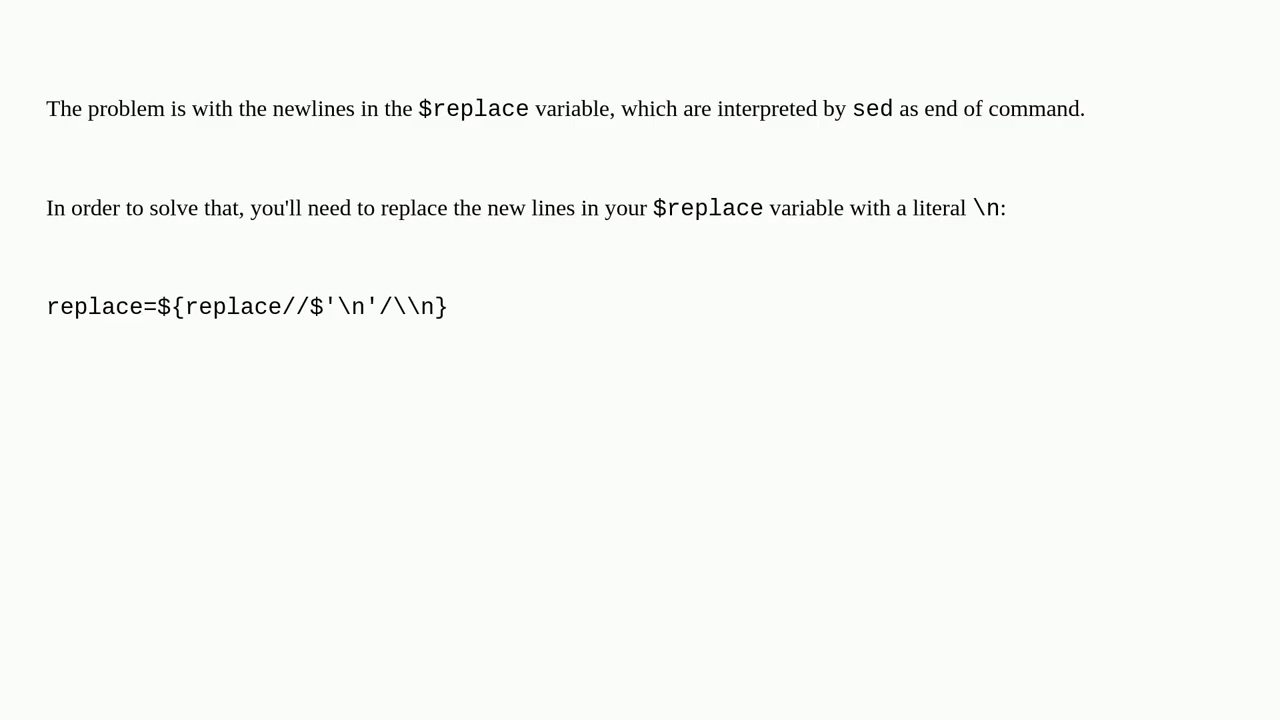 The problem is with the newlines in the $replace variable, which are interpreted by sed as end of command.
In order to solve that, you'll need to replace the new lines in your $replace variable with a literal \n:
replace=${replace//$'\n'/\\n}